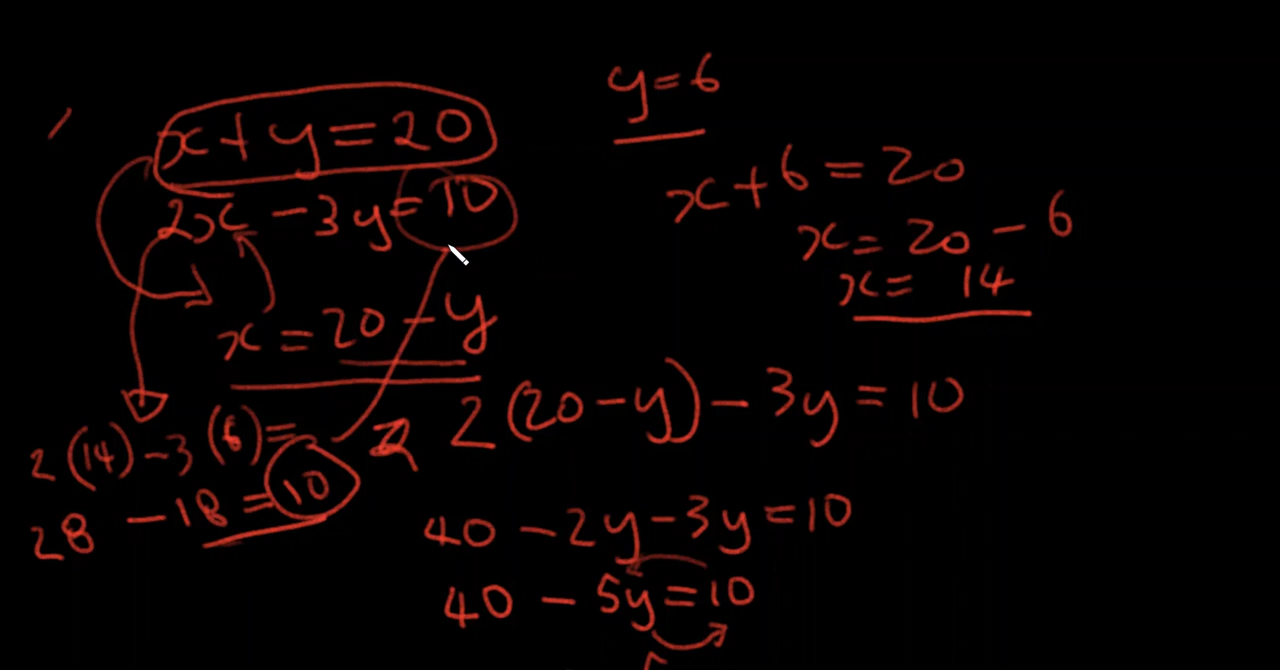 x+y=20
2x-3y=10
x=20-y
2(14)-3(6)=
28-18=10
y=6
x+6=20
x=20-6
x=14
2(20-y)-3y=10
40-2y-3y=10
40-5y=10